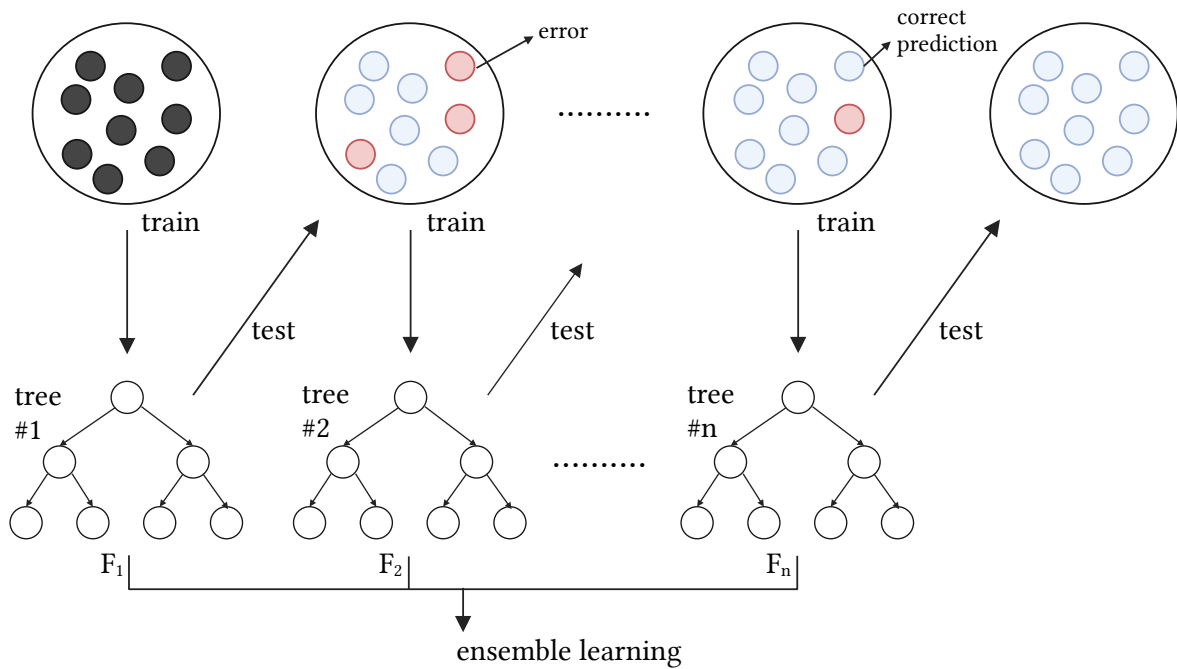 error
correct
prediction
............
train
train
train
test
test
test
tree
#1
tree
#2
tree
#n
............
F₁
F₂
Fₙ
ensemble learning